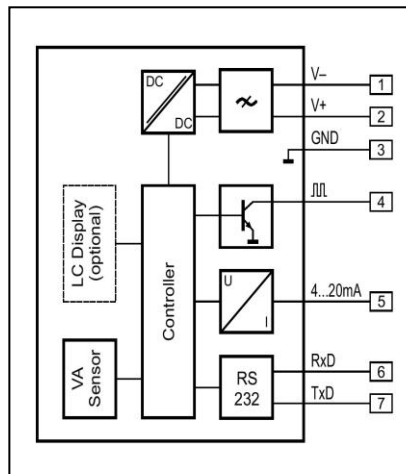 DC
DC
V–
1
V+
2
GND
3
4
LC Display
(optional)
Controller
U
I
4...20mA
5
VA
Sensor
RS
232
RxD
6
TxD
7